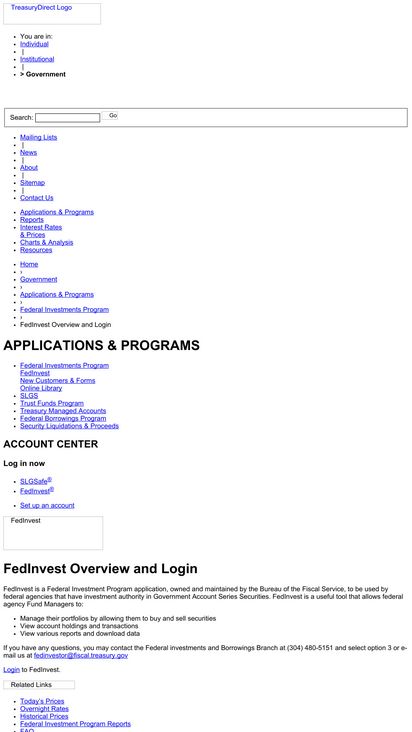 TreasuryDirect Logo
You are in:
Individual
|
Institutional
|
> Government
Search: Go
Mailing Lists
|
News
|
About
|
Sitemap
|
Contact Us
Applications & Programs
Reports
Interest Rates
& Prices
Charts & Analysis
Resources
Home
›
Government
›
Applications & Programs
›
Federal Investments Program
›
FedInvest Overview and Login
APPLICATIONS & PROGRAMS
Federal Investments Program
FedInvest
New Customers & Forms
Online Library
SLGS
Trust Funds Program
Treasury Managed Accounts
Federal Borrowings Program
Security Liquidations & Proceeds
ACCOUNT CENTER
Log in now
SLGSafe®
FedInvest®
Set up an account
FedInvest
FedInvest Overview and Login
FedInvest is a Federal Investment Program application, owned and maintained by the Bureau of the Fiscal Service, to be used by
federal agencies that have investment authority in Government Account Series Securities. FedInvest is a useful tool that allows federal
agency Fund Managers to:
Manage their portfolios by allowing them to buy and sell securities
View account holdings and transactions
View various reports and download data
If you have any questions, you may contact the Federal investments and Borrowings Branch at (304) 480-5151 and select option 3 or e-
mail us at fedinvestor@fiscal.treasury.gov
Login to FedInvest.
Related Links
Today's Prices
Overnight Rates
Historical Prices
Federal Investment Program Reports
FAQ